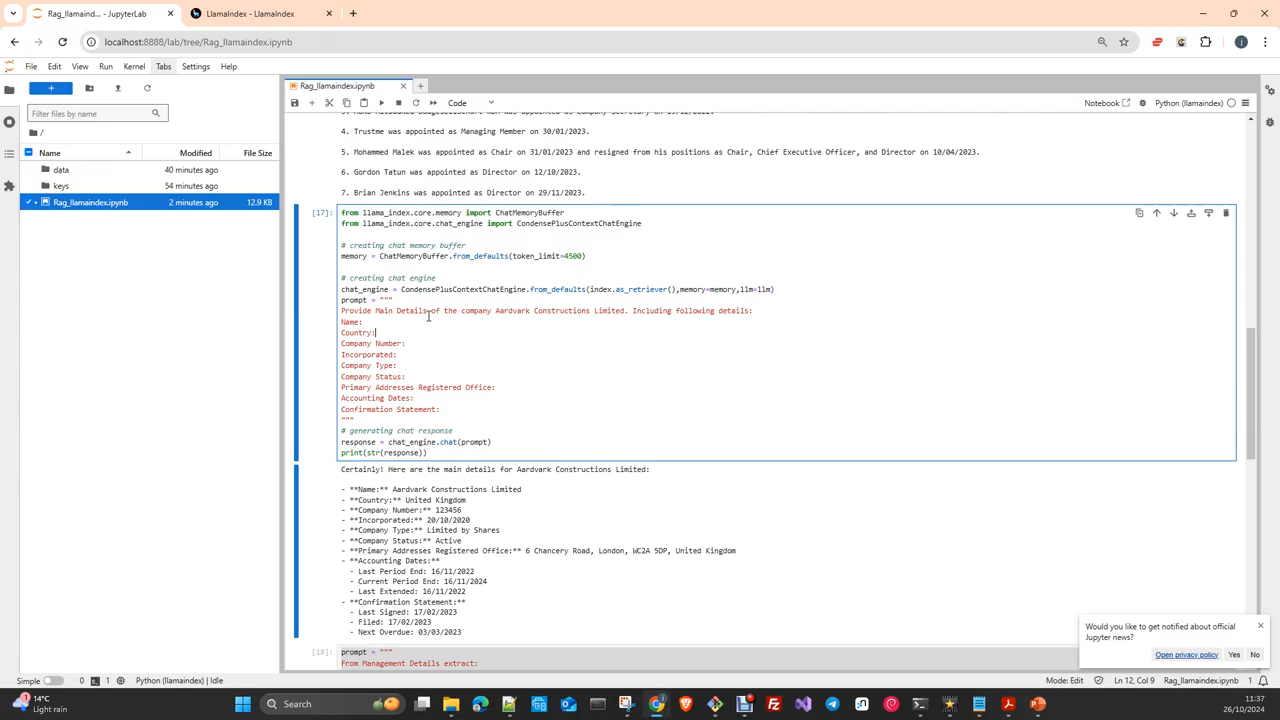 Rag_llamaind... - JupyterLab
LlamaIndex - LlamaIndex
localhost:8888/lab/tree/Rag_llamaindex.ipynb
File Edit View Run Kernel Tabs Settings Help
Filter files by name
/
Name Modified File Size
data 40 minutes ago
keys 54 minutes ago
Rag_llamaindex.ipynb 2 minutes ago 12.9 KB
Rag_llamaindex.ipynb
Code
Notebook
Python (llamaindex)
4. Trustme was appointed as Managing Member on 30/01/2023.
5. Mohammed Malek was appointed as Chair on 31/01/2023 and resigned from his positions as Chair, Chief Executive Officer, and Director on 10/04/2023.
6. Gordon Tatun was appointed as Director on 12/10/2023.
7. Brian Jenkins was appointed as Director on 29/11/2023.
[17]:
from llama_index.core.memory import ChatMemoryBuffer
from llama_index.core.chat_engine import CondensePlusContextChatEngine
# creating chat memory buffer
memory = ChatMemoryBuffer.from_defaults(token_limit=4500)
# creating chat engine
chat_engine = CondensePlusContextChatEngine.from_defaults(index.as_retriever(),memory=memory,llm=llm)
prompt = """
Provide Main Details of the company Aardvark Constructions Limited. Including following details:
Name:
Country:
Company Number:
Incorporated:
Company Type:
Company Status:
Primary Addresses Registered Office:
Accounting Dates:
Confirmation Statement:
"""
# generating chat response
response = chat_engine.chat(prompt)
print(str(response))
Certainly! Here are the main details for Aardvark Constructions Limited:
- **Name:** Aardvark Constructions Limited
- **Country:** United Kingdom
- **Company Number:** 123456
- **Incorporated:** 20/10/2020
- **Company Type:** Limited by Shares
- **Company Status:** Active
- **Primary Addresses Registered Office:** 6 Chancery Road, London, WC2A 5DP, United Kingdom
- **Accounting Dates:**
- Last Period End: 16/11/2022
- Current Period End: 16/11/2024
- Last Extended: 16/11/2022
- **Confirmation Statement:**
- Last Signed: 17/02/2023
- Filed: 17/02/2023
- Next Overdue: 03/03/2023
[18]:
prompt = """
From Management Details extract:
Would you like to get notified about official
Jupyter news?
Open privacy policy Yes No
Simple 0 1 Python (llamaindex) | Idle
Mode: Edit Ln 12, Col 9 Rag_llamaindex.ipynb 1
14°C
Light rain
Search
11:37
26/10/2024